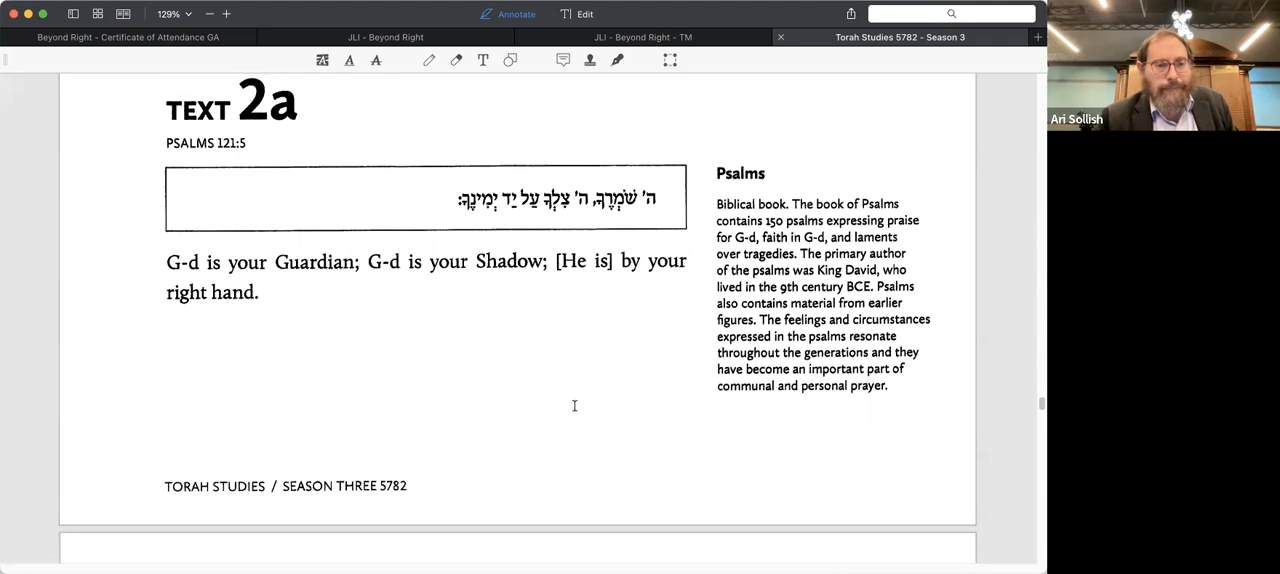 129%
Annotate
Edit
Beyond Right - Certificate of Attendance GA
JLI - Beyond Right
JLI - Beyond Right - TM
Torah Studies 5782 - Season 3
TEXT 2a
PSALMS 121:5
ה' שֹׁמְרֶךָ, ה' צִלְּךָ עַל יַד יְמִינֶךָ:
G-d is your Guardian; G-d is your Shadow; [He is] by your
right hand.
Psalms
Biblical book. The book of Psalms
contains 150 psalms expressing praise
for G-d, faith in G-d, and laments
over tragedies. The primary author
of the psalms was King David, who
lived in the 9th century BCE. Psalms
also contains material from earlier
figures. The feelings and circumstances
expressed in the psalms resonate
throughout the generations and they
have become an important part of
communal and personal prayer.
TORAH STUDIES / SEASON THREE 5782
Ari Sollish